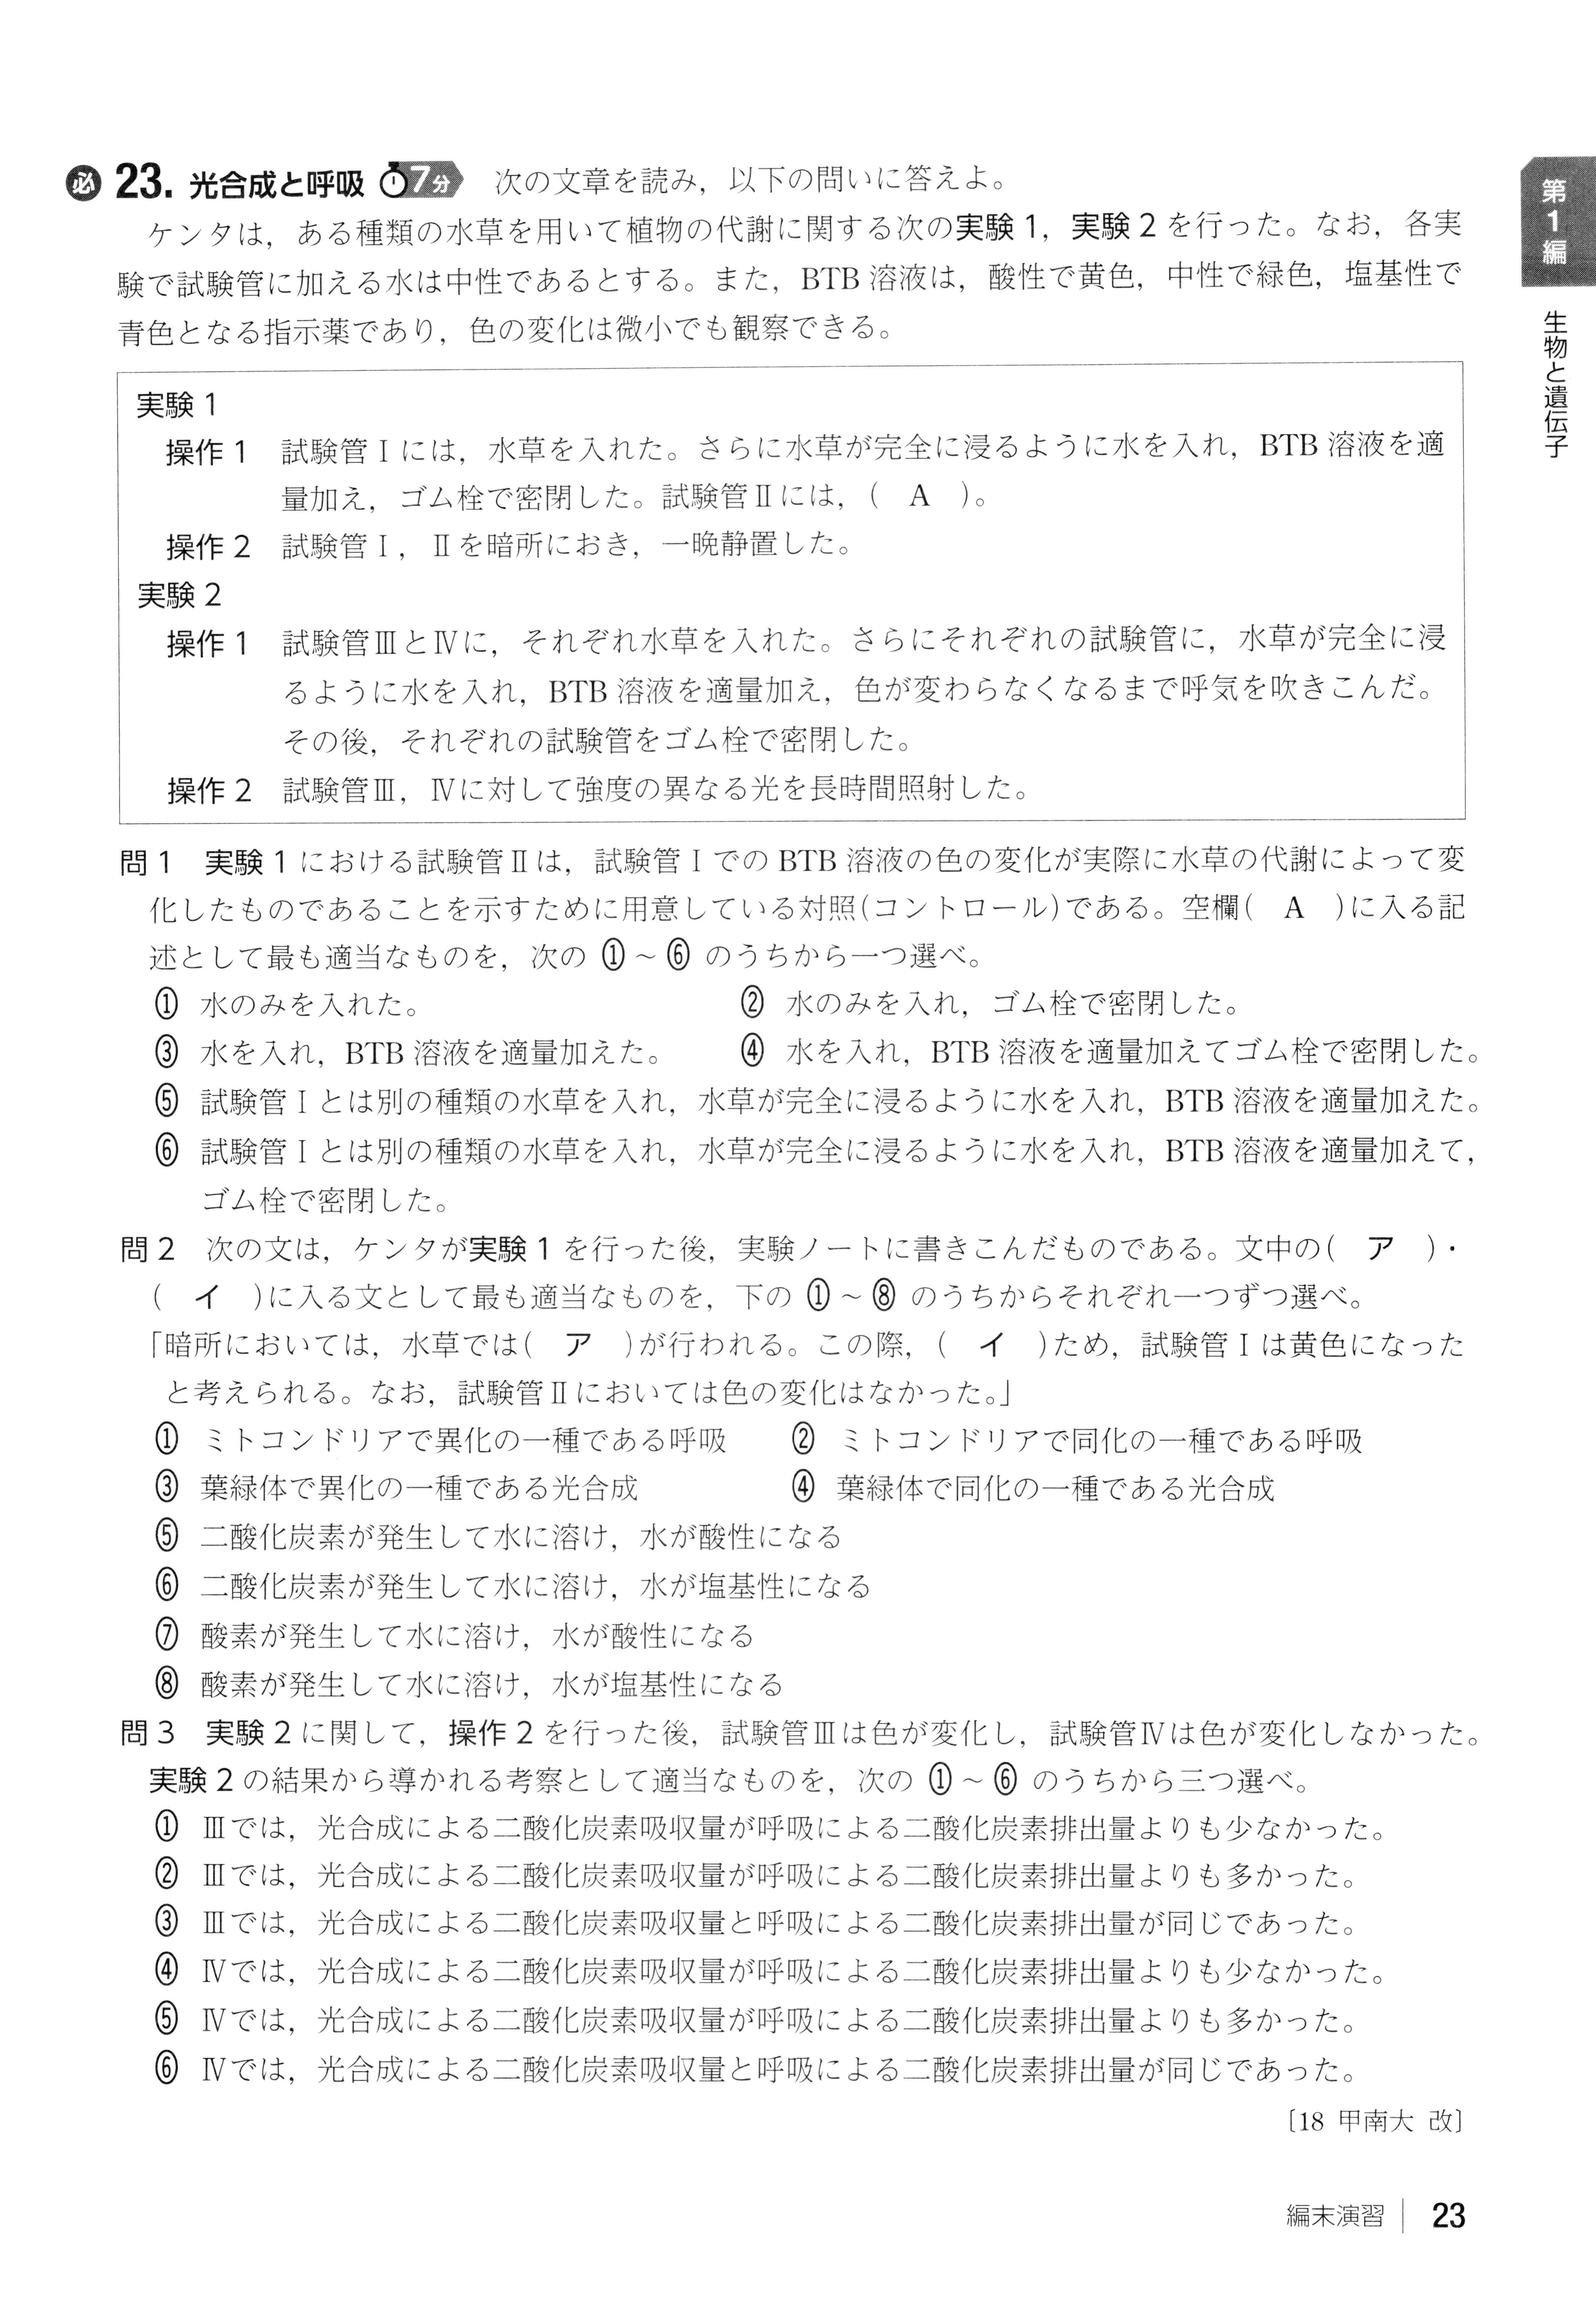 必 23. 光合成と呼吸 7分 次の文章を読み，以下の問いに答えよ。
ケンタは，ある種類の水草を用いて植物の代謝に関する次の実験1，実験2を行った。なお，各実
験で試験管に加える水は中性であるとする。また，BTB 溶液は，酸性で黄色，中性で緑色，塩基性で
青色となる指示薬であり，色の変化は微小でも観察できる。
第1編
生物と遺伝子
実験1
操作1 試験管Ⅰには，水草を入れた。さらに水草が完全に浸るように水を入れ，BTB 溶液を適
量加え，ゴム栓で密閉した。試験管Ⅱには，( A )。
操作2 試験管Ⅰ，Ⅱを暗所におき，一晩静置した。
実験2
操作1 試験管ⅢとⅣに，それぞれ水草を入れた。さらにそれぞれの試験管に，水草が完全に浸
るように水を入れ，BTB 溶液を適量加え，色が変わらなくなるまで呼気を吹きこんだ。
その後，それぞれの試験管をゴム栓で密閉した。
操作2 試験管Ⅲ，Ⅳに対して強度の異なる光を長時間照射した。
問1 実験1における試験管Ⅱは，試験管Ⅰでの BTB 溶液の色の変化が実際に水草の代謝によって変
化したものであることを示すために用意している対照(コントロール)である。空欄( A )に入る記
述として最も適当なものを，次の ①～⑥ のうちから一つ選べ。
① 水のみを入れた。 ② 水のみを入れ，ゴム栓で密閉した。
③ 水を入れ，BTB 溶液を適量加えた。 ④ 水を入れ，BTB 溶液を適量加えてゴム栓で密閉した。
⑤ 試験管Ⅰとは別の種類の水草を入れ，水草が完全に浸るように水を入れ，BTB 溶液を適量加えた。
⑥ 試験管Ⅰとは別の種類の水草を入れ，水草が完全に浸るように水を入れ，BTB 溶液を適量加えて，
ゴム栓で密閉した。
問2 次の文は，ケンタが実験1を行った後，実験ノートに書きこんだものである。文中の( ア )・
( イ )に入る文として最も適当なものを，下の ①～⑧ のうちからそれぞれ一つずつ選べ。
「暗所においては，水草では( ア )が行われる。この際，( イ )ため，試験管Ⅰは黄色になった
と考えられる。なお，試験管Ⅱにおいては色の変化はなかった。」
① ミトコンドリアで異化の一種である呼吸 ② ミトコンドリアで同化の一種である呼吸
③ 葉緑体で異化の一種である光合成 ④ 葉緑体で同化の一種である光合成
⑤ 二酸化炭素が発生して水に溶け，水が酸性になる
⑥ 二酸化炭素が発生して水に溶け，水が塩基性になる
⑦ 酸素が発生して水に溶け，水が酸性になる
⑧ 酸素が発生して水に溶け，水が塩基性になる
問3 実験2に関して，操作2を行った後，試験管Ⅲは色が変化し，試験管Ⅳは色が変化しなかった。
実験2の結果から導かれる考察として適当なものを，次の ①～⑥ のうちから三つ選べ。
① Ⅲでは，光合成による二酸化炭素吸収量が呼吸による二酸化炭素排出量よりも少なかった。
② Ⅲでは，光合成による二酸化炭素吸収量が呼吸による二酸化炭素排出量よりも多かった。
③ Ⅲでは，光合成による二酸化炭素吸収量と呼吸による二酸化炭素排出量が同じであった。
④ Ⅳでは，光合成による二酸化炭素吸収量が呼吸による二酸化炭素排出量よりも少なかった。
⑤ Ⅳでは，光合成による二酸化炭素吸収量が呼吸による二酸化炭素排出量よりも多かった。
⑥ Ⅳでは，光合成による二酸化炭素吸収量と呼吸による二酸化炭素排出量が同じであった。
〔18 甲南大 改〕
編末演習 23